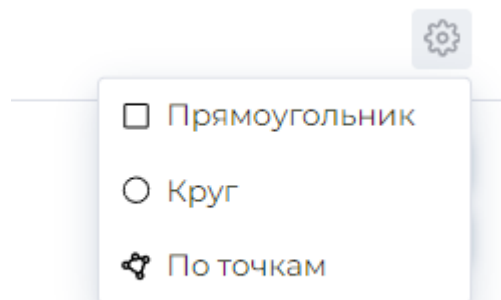 Прямоугольник
Круг
По точкам